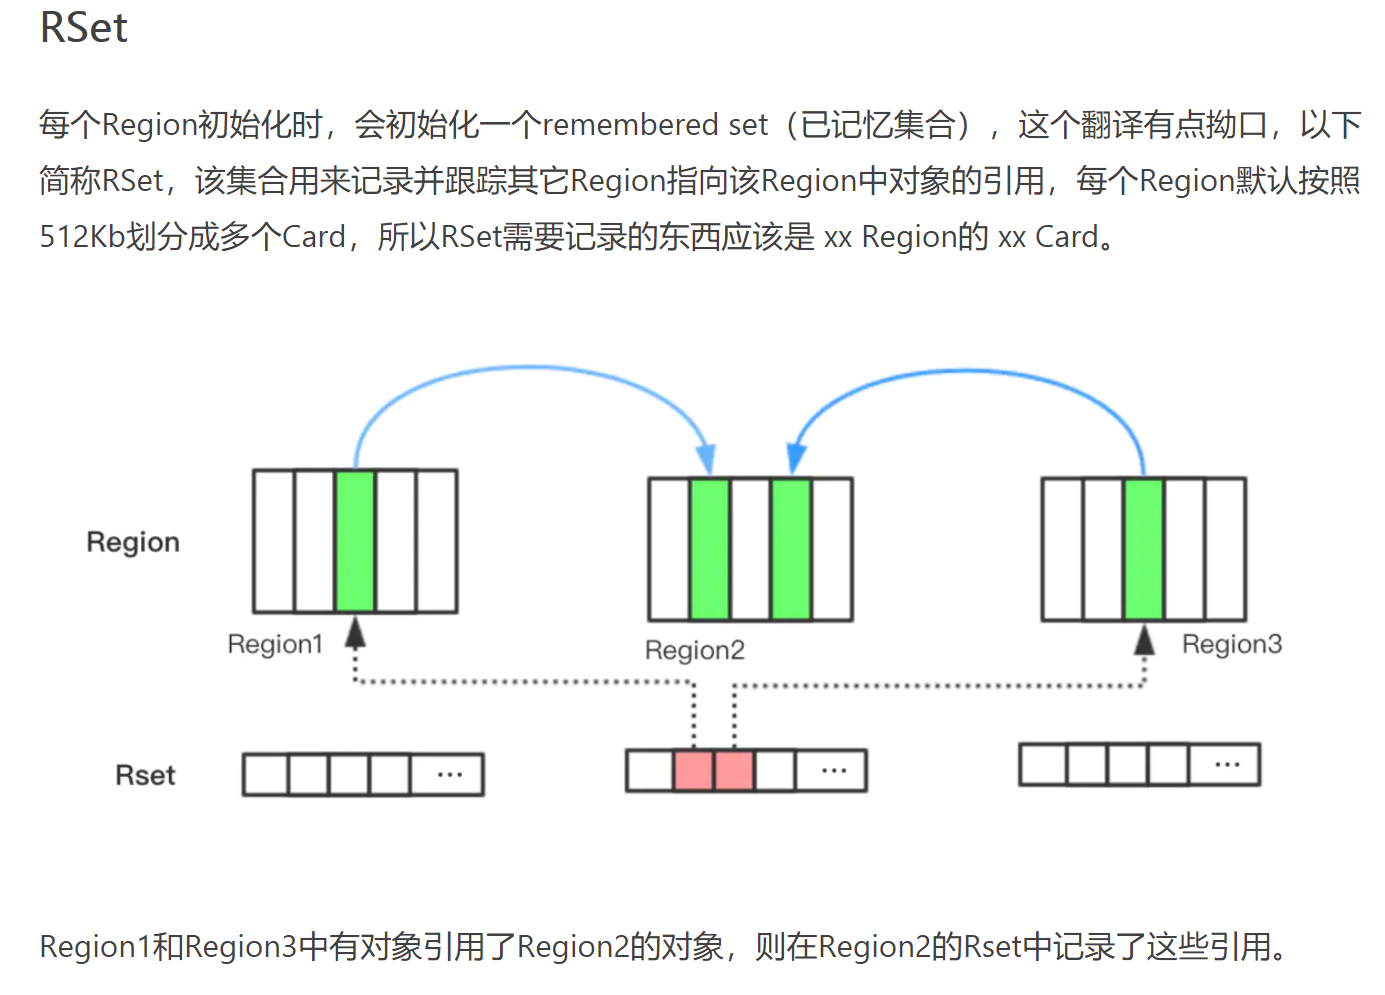 RSet
每个Region初始化时，会初始化一个remembered set（已记忆集合），这个翻译有点拗口，以下
简称RSet，该集合用来记录并跟踪其它Region指向该Region中对象的引用，每个Region默认按照
512Kb划分成多个Card，所以RSet需要记录的东西应该是 xx Region的 xx Card。
Region
Region1
Region2
Region3
Rset
...
...
...
Region1和Region3中有对象引用了Region2的对象，则在Region2的Rset中记录了这些引用。